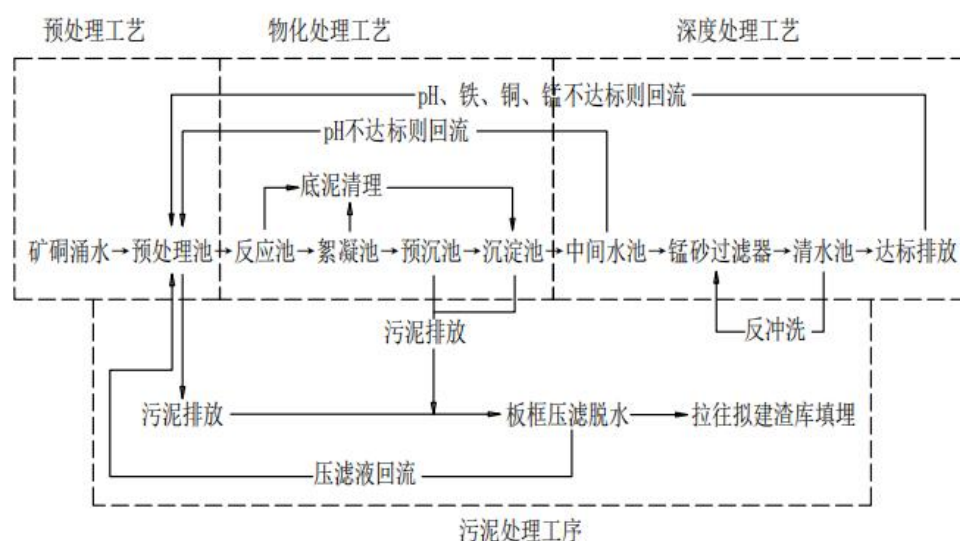 预处理工艺
物化处理工艺
深度处理工艺
pH、铁、铜、锰不达标则回流
pH不达标则回流
底泥清理
矿硐涌水
预处理池
反应池
絮凝池
预沉池
沉淀池
中间水池
锰砂过滤器
清水池
达标排放
污泥排放
反冲洗
污泥排放
板框压滤脱水
拉往拟建渣库填埋
压滤液回流
污泥处理工序